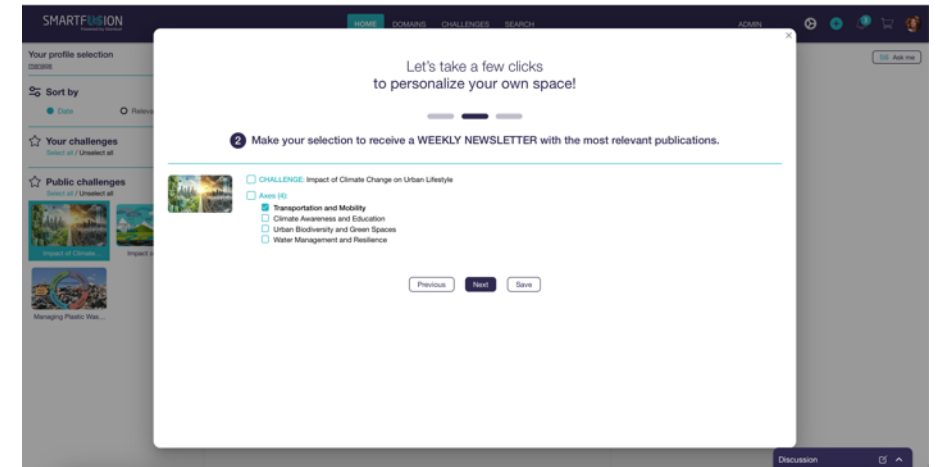 SMARTFUSION
HOME DOMAINS CHALLENGES SEARCH ADMIN
Your profile selection
Ask me
Sort by
Date Releva
Your challenges
Select all / Unselect all
Public challenges
Select all / Unselect all
Impact of Climate... Impact o
Managing Plastic Was...
Let's take a few clicks
to personalize your own space!
2 Make your selection to receive a WEEKLY NEWSLETTER with the most relevant publications.
CHALLENGE: Impact of Climate Change on Urban Lifestyle
Axes (4)
Transportation and Mobility
Climate Awareness and Education
Urban Biodiversity and Green Spaces
Water Management and Resilience
Previous Next Save
Discussion